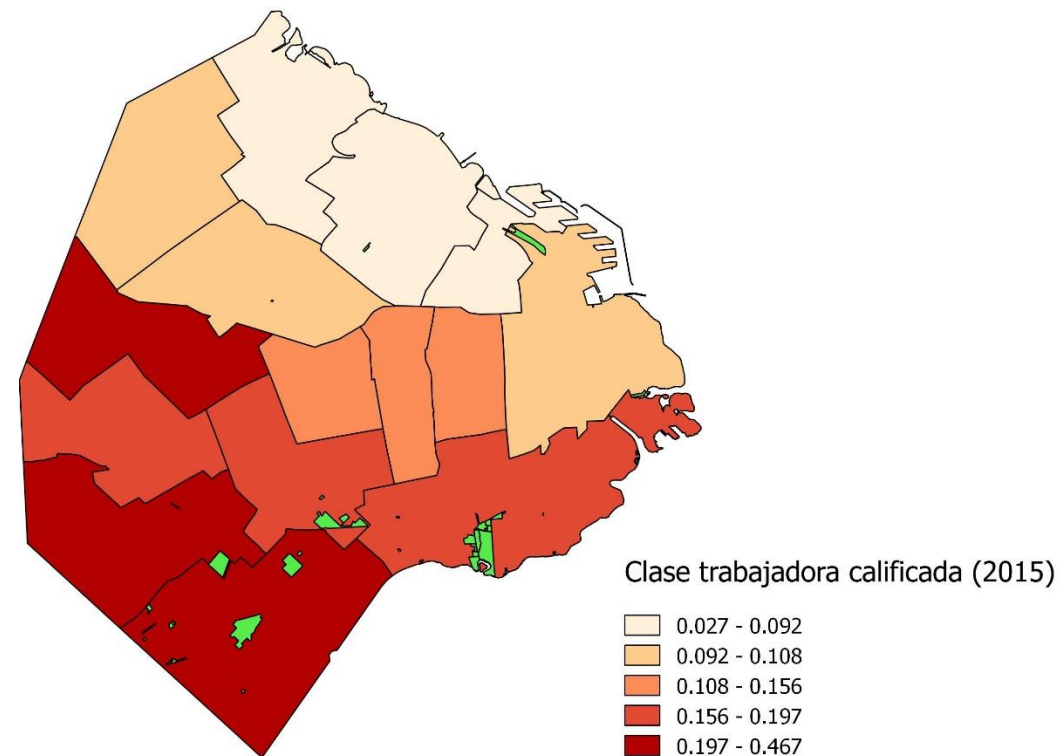 Clase trabajadora calificada (2015)
0.027 - 0.092
0.092 - 0.108
0.108 - 0.156
0.156 - 0.197
0.197 - 0.467